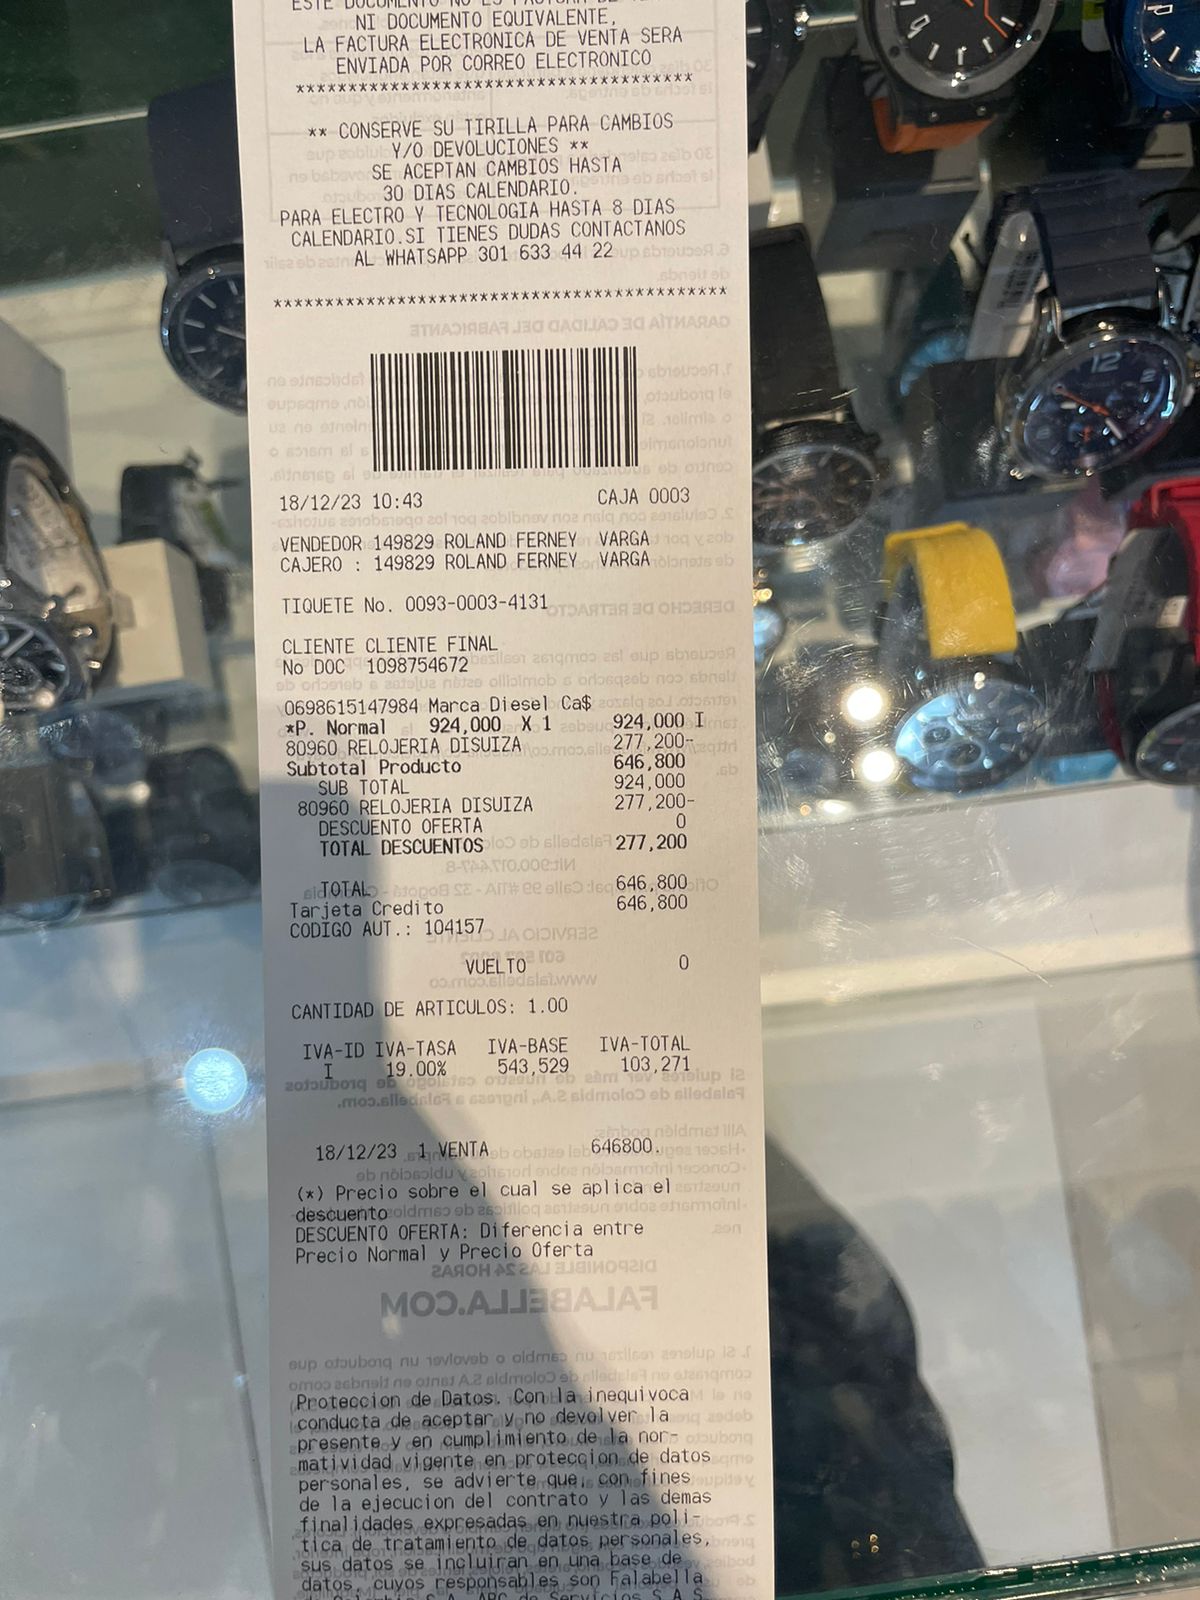 NI DOCUMENTO EQUIVALENTE,
LA FACTURA ELECTRONICA DE VENTA SERA
ENVIADA POR CORREO ELECTRONICO
**************************************
** CONSERVE SU TIRILLA PARA CAMBIOS
Y/O DEVOLUCIONES **
SE ACEPTAN CAMBIOS HASTA
30 DIAS CALENDARIO.
PARA ELECTRO Y TECNOLOGIA HASTA 8 DIAS
CALENDARIO.SI TIENES DUDAS CONTACTANOS
AL WHATSAPP 301 633 44 22
********************************************
18/12/23 10:43 CAJA 0003
VENDEDOR 149829 ROLAND FERNEY VARGA
CAJERO : 149829 ROLAND FERNEY VARGA
TIQUETE No. 0093-0003-4131
CLIENTE CLIENTE FINAL
No DOC 1098754672
0698615147984 Marca Diesel Ca$
*P. Normal 924,000 X 1 924,000 I
80960 RELOJERIA DISUIZA 277,200-
Subtotal Producto 646,800
SUB TOTAL 924,000
80960 RELOJERIA DISUIZA 277,200-
DESCUENTO OFERTA 0
TOTAL DESCUENTOS 277,200
TOTAL 646,800
Tarjeta Credito 646,800
CODIGO AUT.: 104157
VUELTO 0
CANTIDAD DE ARTICULOS: 1.00
IVA-ID IVA-TASA IVA-BASE IVA-TOTAL
I 19.00% 543,529 103,271
18/12/23 1 VENTA 646800.
(*) Precio sobre el cual se aplica el
descuento
DESCUENTO OFERTA: Diferencia entre
Precio Normal y Precio Oferta
FALABELLA.COM
Proteccion de Datos. Con la inequivoca
conducta de aceptar y no devolver la
presente y en cumplimiento de la nor-
matividad vigente en proteccion de datos
personales, se advierte que, con fines
de la ejecucion del contrato y las demas
finalidades expresadas en nuestra poli-
tica de tratamiento de datos personales,
sus datos se incluiran en una base de
datos, cuyos responsables son Falabella